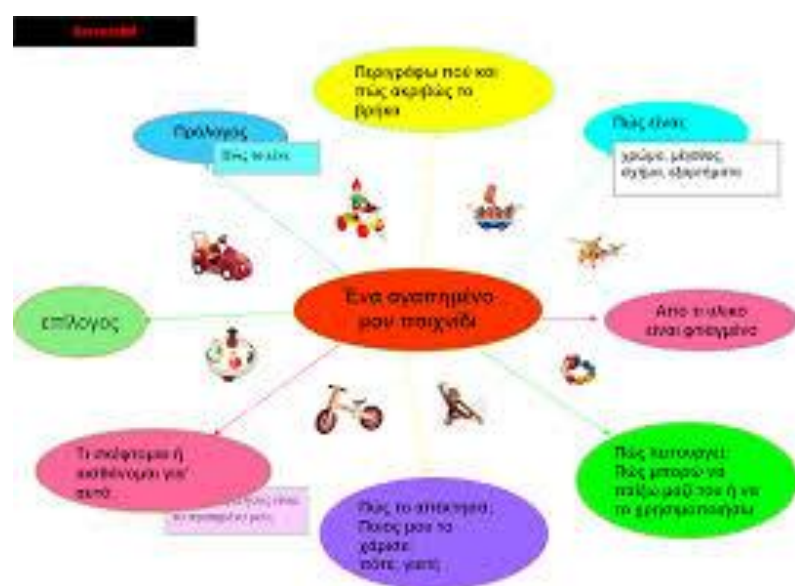 Περιγράφω πού και
πώς ακριβώς το
βρήκα
Πρόλογος
Πώς είναι;
χρώμα, μέγεθος,
σχήμα, εξαρτήματα
Ένα αγαπημένο
μου παιχνίδι
Από τι υλικό
είναι φτιαγμένο
επίλογος
Τι σκέφτομαι ή
αισθάνομαι γι'
αυτό
Πώς λειτουργεί;
Πώς μπορώ να
παίξω μαζί του ή να
το χρησιμοποιήσω
Πώς το απέκτησα;
Ποιος μου το
χάρισε
πότε, γιατί